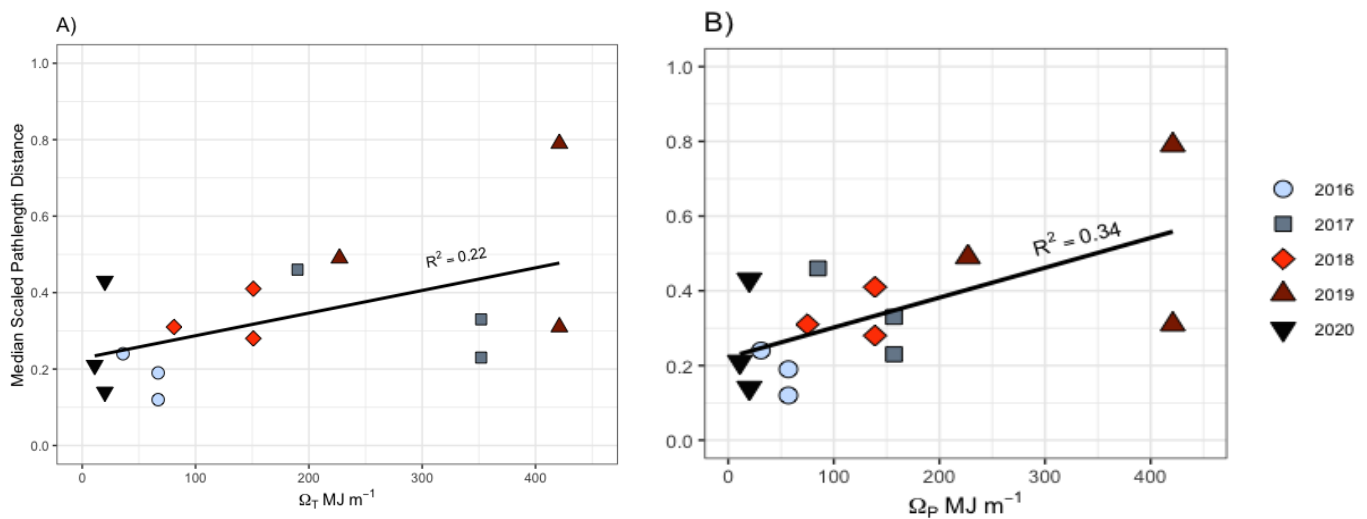 A)
Median Scaled Pathlength Distance
1.0
0.8
0.6
0.4
0.2
0.0
R² = 0.22
0 100 200 300 400
Ω_T MJ m⁻¹
B)
1.0
0.8
0.6
0.4
0.2
0.0
R² = 0.34
0 100 200 300 400
Ω_P MJ m⁻¹
2016
2017
2018
2019
2020